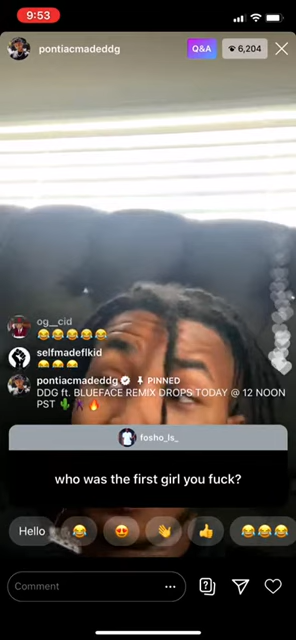 9:53
pontiacmadeddg
Q&A
6,204
og__cid
😂😂😂😂😂
selfmadeflkid
😂😂😂
pontiacmadeddg PINNED
DDG ft. BLUEFACE REMIX DROPS TODAY @ 12 NOON
PST 🌵🔥
fosho_ls_
who was the first girl you fuck?
Hello 😂 😍 👋 👍 😂😂😂
Comment